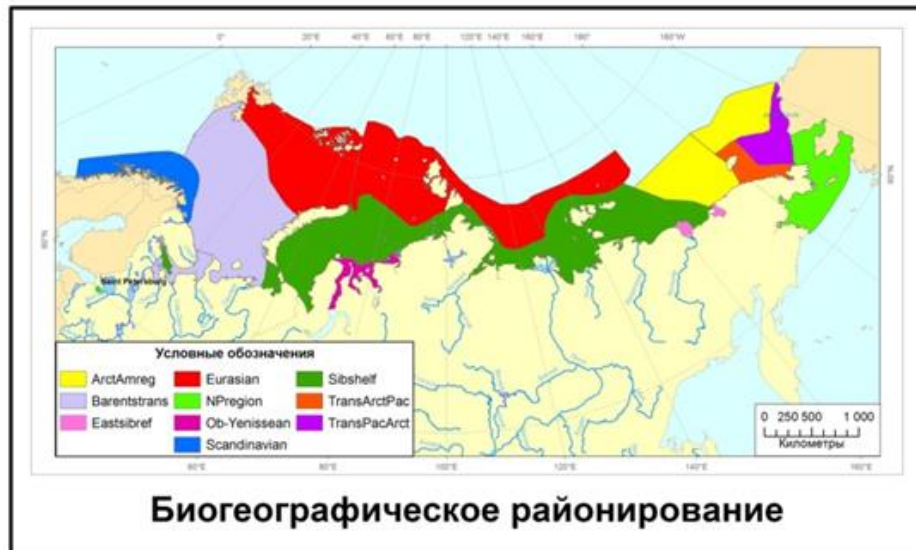 0° 20°E 40°E 60°E 80°E 120°E 140°E 160°E 180° 160°W
60°N
Saint Petersburg
Условные обозначения
ArctAmreg Eurasian Sibshelf
Barentstrans NPregion TransArctPac
Eastsibref Ob-Yenissean TransPacArct
Scandinavian
0 250 500 1 000
Километры
60°E 80°E 100°E 120°E 140°E 160°E
Биогеографическое районирование